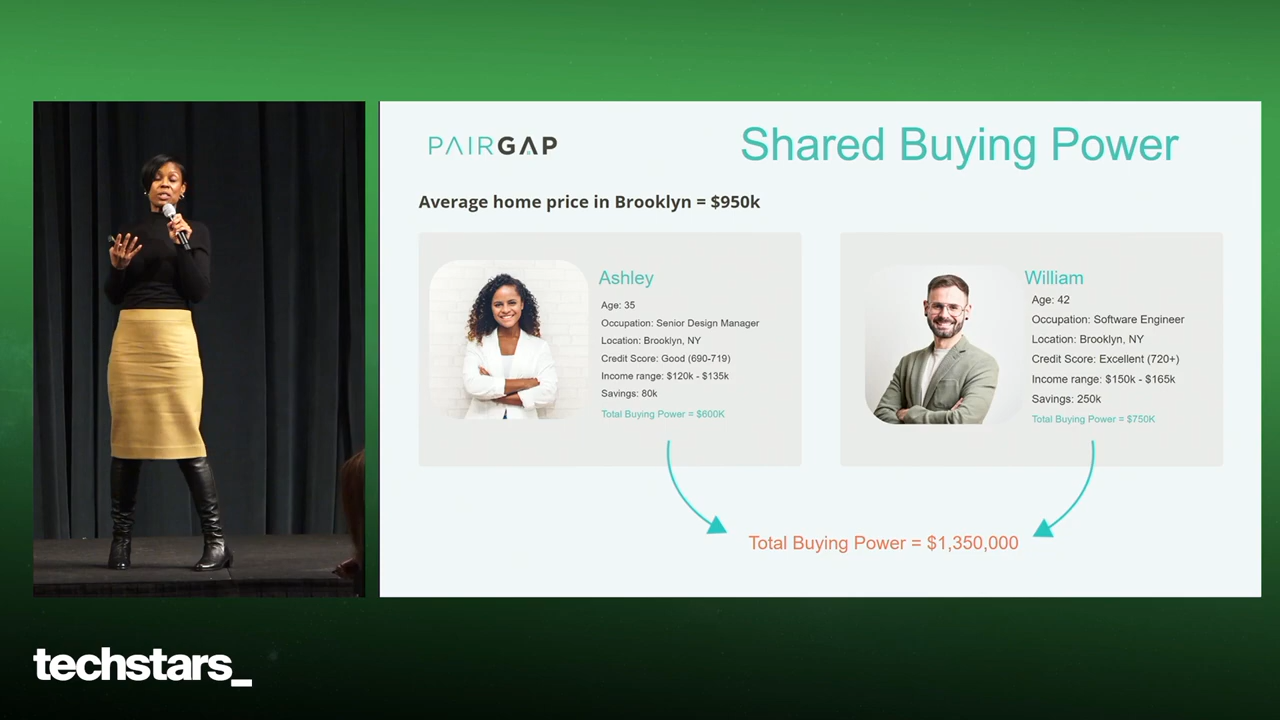 PAIRGAP
Shared Buying Power
Average home price in Brooklyn = $950k
Ashley
Age: 35
Occupation: Senior Design Manager
Location: Brooklyn, NY
Credit Score: Good (690-719)
Income range: $120k - $135k
Savings: 80k
Total Buying Power = $600K
William
Age: 42
Occupation: Software Engineer
Location: Brooklyn, NY
Credit Score: Excellent (720+)
Income range: $150k - $165k
Savings: 250k
Total Buying Power = $750K
Total Buying Power = $1,350,000
techstars_